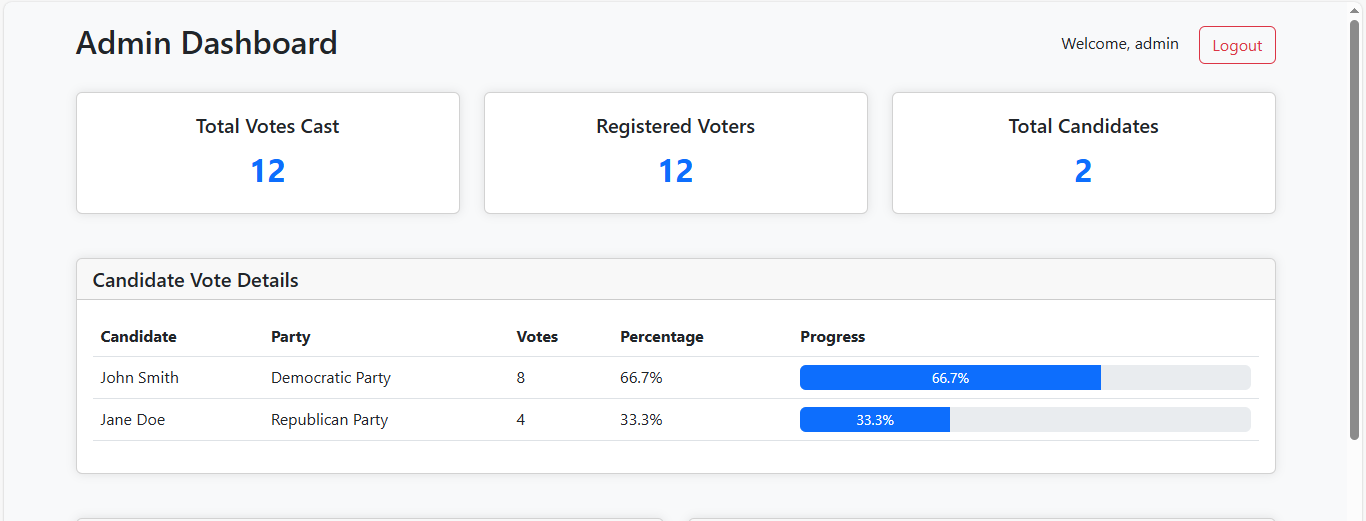 Admin Dashboard
Welcome, admin
Logout
Total Votes Cast
12
Registered Voters
12
Total Candidates
2
Candidate Vote Details
Candidate Party Votes Percentage Progress
John Smith Democratic Party 8 66.7% 66.7%
Jane Doe Republican Party 4 33.3% 33.3%